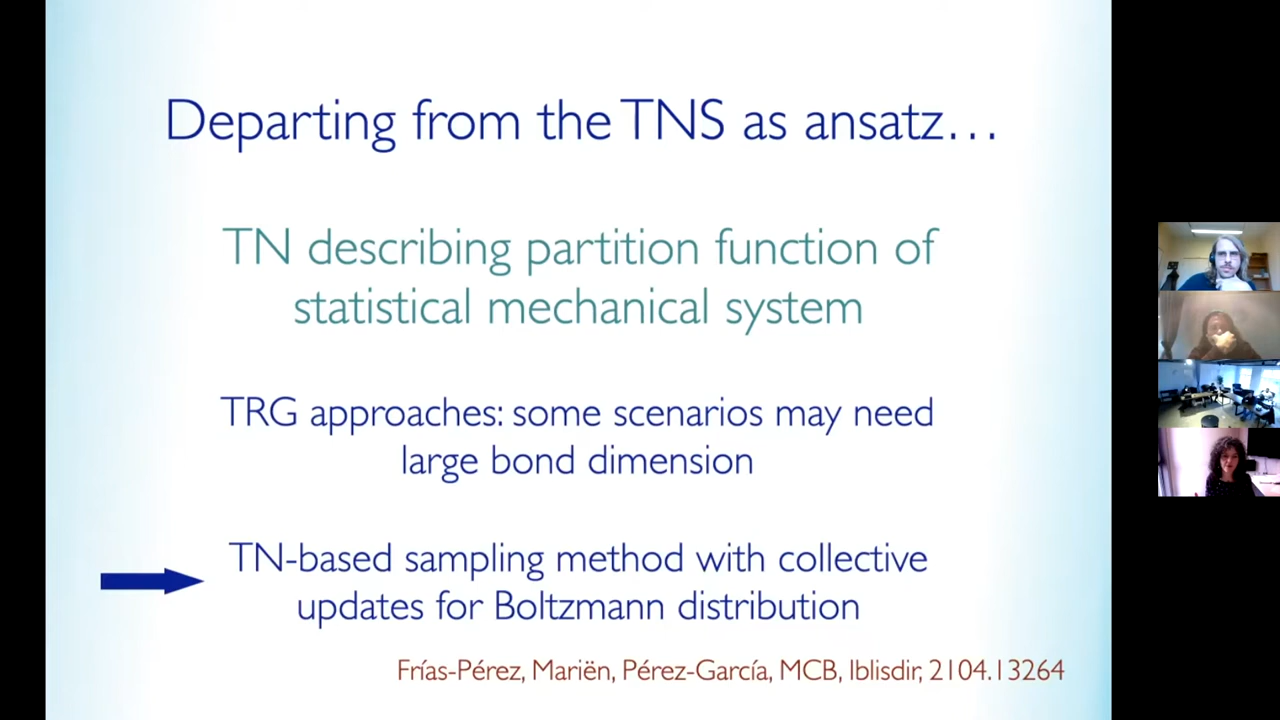 Departing from the TNS as ansatz…
TN describing partition function of
statistical mechanical system
TRG approaches: some scenarios may need
large bond dimension
TN-based sampling method with collective
updates for Boltzmann distribution
Frías-Pérez, Mariën, Pérez-García, MCB, Iblisdir, 2104.13264